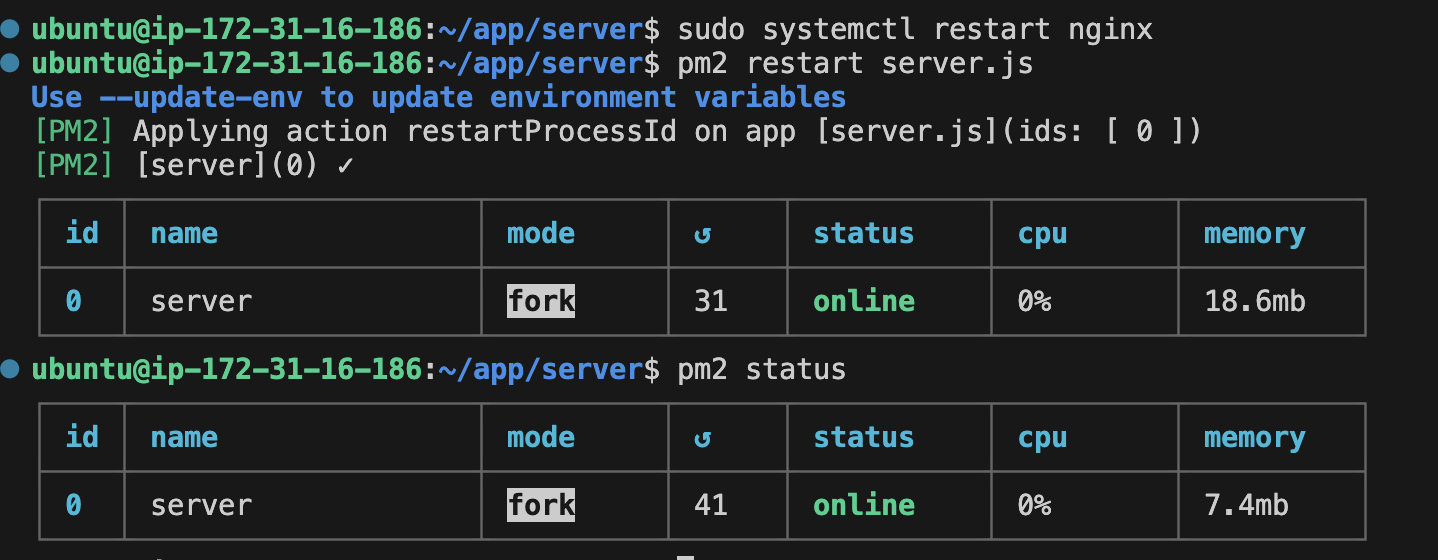 ubuntu@ip-172-31-16-186:~/app/server$ sudo systemctl restart nginx
ubuntu@ip-172-31-16-186:~/app/server$ pm2 restart server.js
Use --update-env to update environment variables
[PM2] Applying action restartProcessId on app [server.js](ids: [ 0 ])
[PM2] [server](0) ✓
id name mode ↺ status cpu memory
0 server fork 31 online 0% 18.6mb
ubuntu@ip-172-31-16-186:~/app/server$ pm2 status
id name mode ↺ status cpu memory
0 server fork 41 online 0% 7.4mb